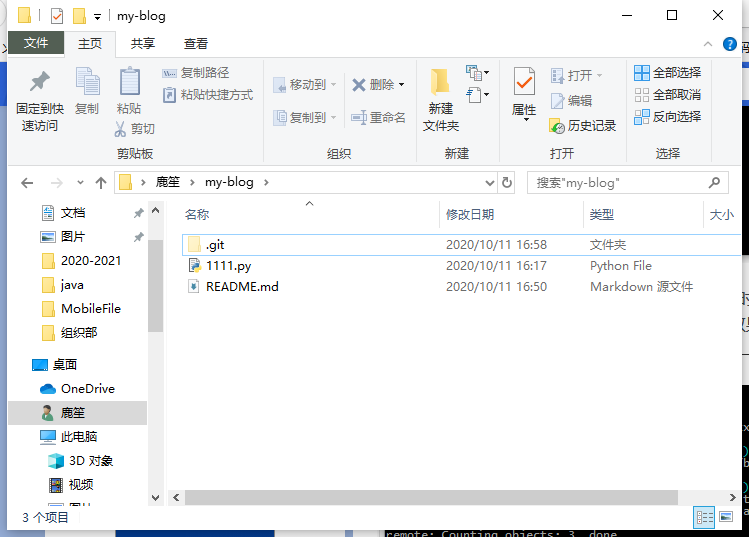 my-blog
文件 主页 共享 查看
固定到快速访问
复制
粘贴
复制路径
粘贴快捷方式
剪切
剪贴板
移动到
复制到
删除
重命名
组织
新建
文件夹
新建
属性
打开
编辑
历史记录
打开
全部选择
全部取消
反向选择
选择
鹿笙 my-blog
搜索"my-blog"
文档
图片
2020-2021
java
MobileFile
组织部
桌面
OneDrive
鹿笙
此电脑
3D 对象
视频
名称 修改日期 类型 大小
.git 2020/10/11 16:58 文件夹
1111.py 2020/10/11 16:17 Python File
README.md 2020/10/11 16:50 Markdown 源文件
3 个项目
remote: Counting objects: 3, done